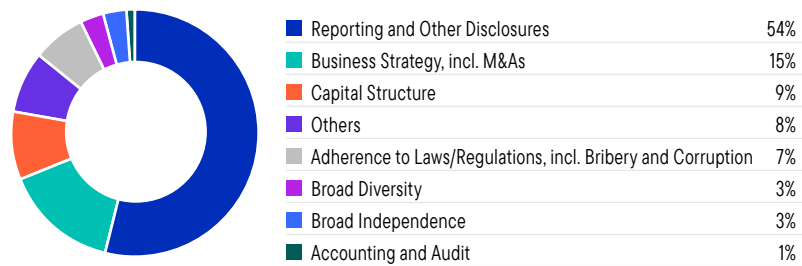 Reporting and Other Disclosures 54%
Business Strategy, incl. M&As 15%
Capital Structure 9%
Others 8%
Adherence to Laws/Regulations, incl. Bribery and Corruption 7%
Broad Diversity 3%
Broad Independence 3%
Accounting and Audit 1%